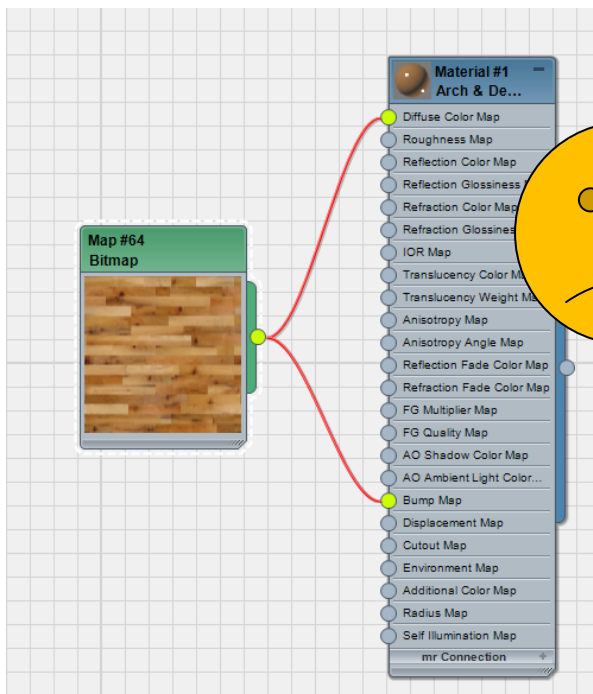 Map #64
Bitmap
Material #1
Arch & De...
Diffuse Color Map
Roughness Map
Reflection Color Map
Reflection Glossiness
Refraction Color Map
Refraction
IOR Map
Translucency Color
Translucency Weight
Anisotropy Map
Anisotropy Angle Map
Reflection Fade Color Map
Refraction Fade Color Map
FG Multiplier Map
FG Quality Map
AO Shadow Color Map
AO Ambient Light Color...
Bump Map
Displacement Map
Cutout Map
Environment Map
Additional Color Map
Radius Map
Self Illumination Map
mr Connection